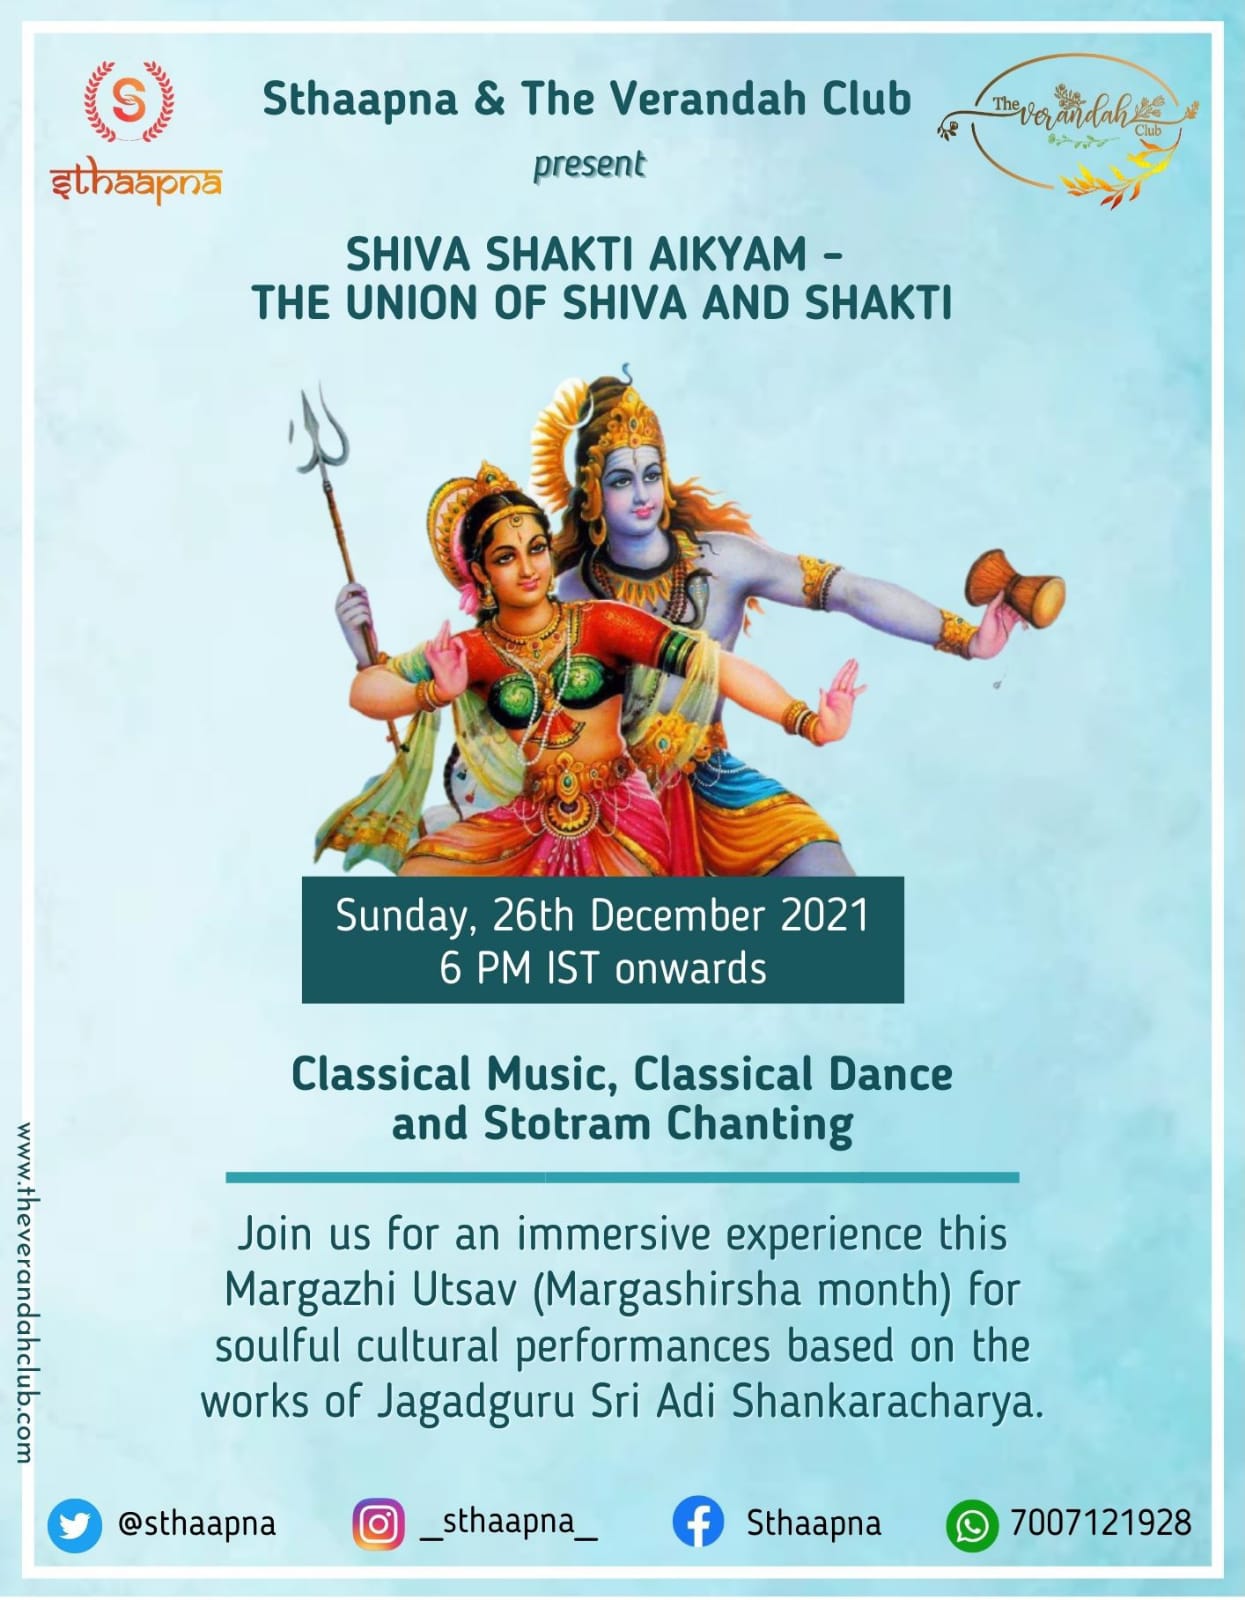 sthaapna
Sthaapna & The Verandah Club
present
The Verandah Club
SHIVA SHAKTI AIKYAM –
THE UNION OF SHIVA AND SHAKTI
Sunday, 26th December 2021
6 PM IST onwards
Classical Music, Classical Dance
and Stotram Chanting
Join us for an immersive experience this
Margazhi Utsav (Margashirsha month) for
soulful cultural performances based on the
works of Jagadguru Sri Adi Shankaracharya.
www.theverandahclub.com
@sthaapna
_sthaapna_
Sthaapna
7007121928